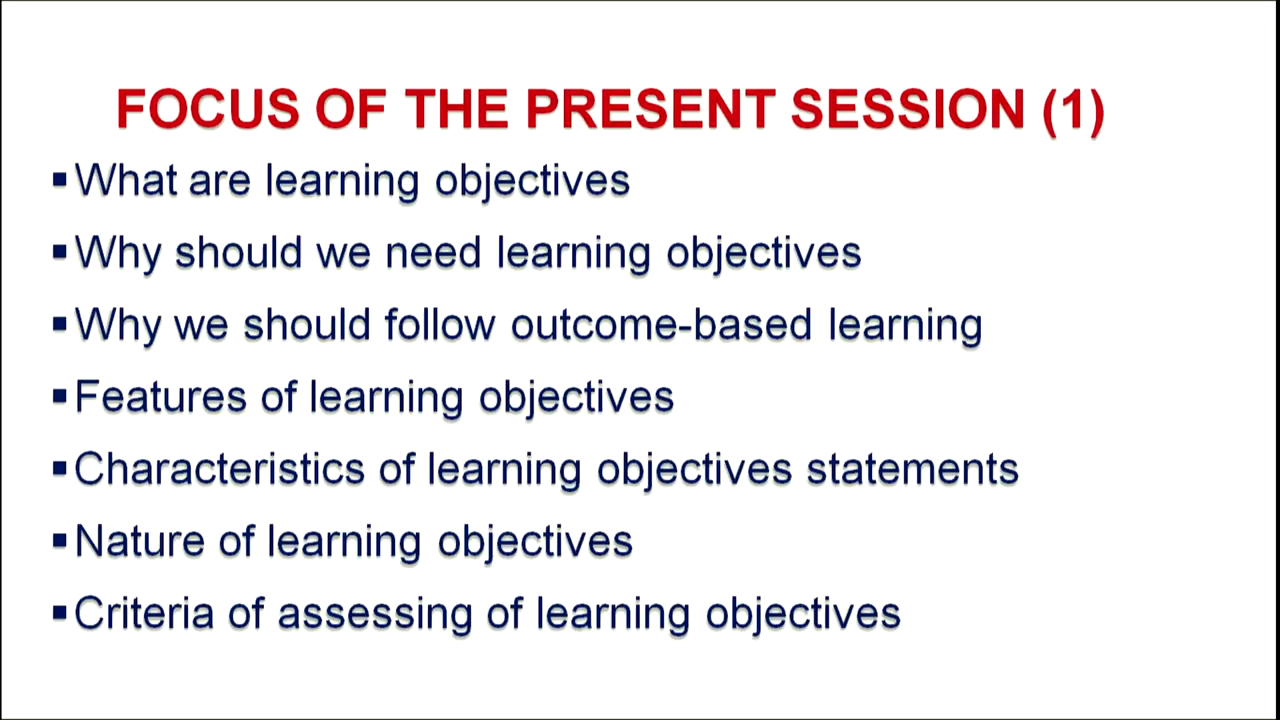 FOCUS OF THE PRESENT SESSION (1)
▪What are learning objectives
▪Why should we need learning objectives
▪Why we should follow outcome-based learning
▪Features of learning objectives
▪Characteristics of learning objectives statements
▪Nature of learning objectives
▪Criteria of assessing of learning objectives